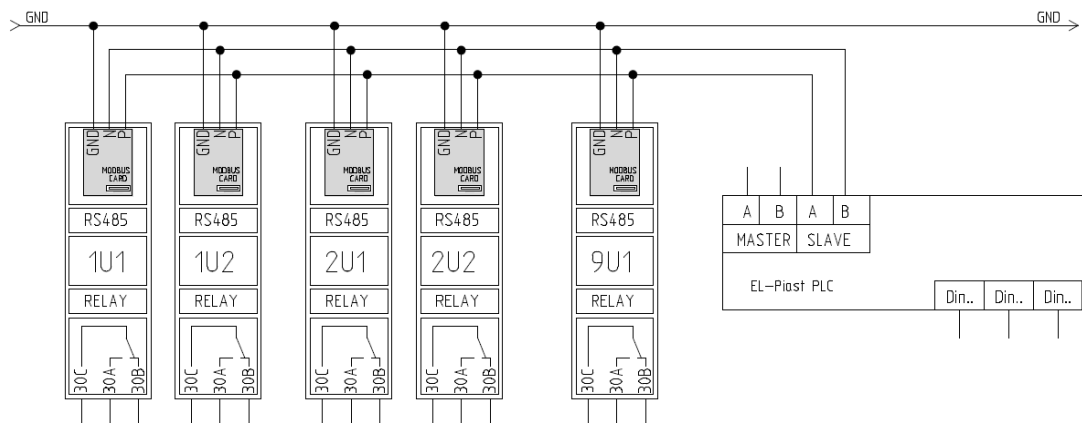 GND GND
GND N P GND N P GND N P GND N P GND N P
MODBUS CARD MODBUS CARD MODBUS CARD MODBUS CARD MODBUS CARD
A B A B
RS485 RS485 RS485 RS485 RS485
MASTER SLAVE
1U1 1U2 2U1 2U2 9U1
EL-Piast PLC
RELAY RELAY RELAY RELAY RELAY
Din.. Din.. Din..
30C 30A 30B 30C 30A 30B 30C 30A 30B 30C 30A 30B 30C 30A 30B